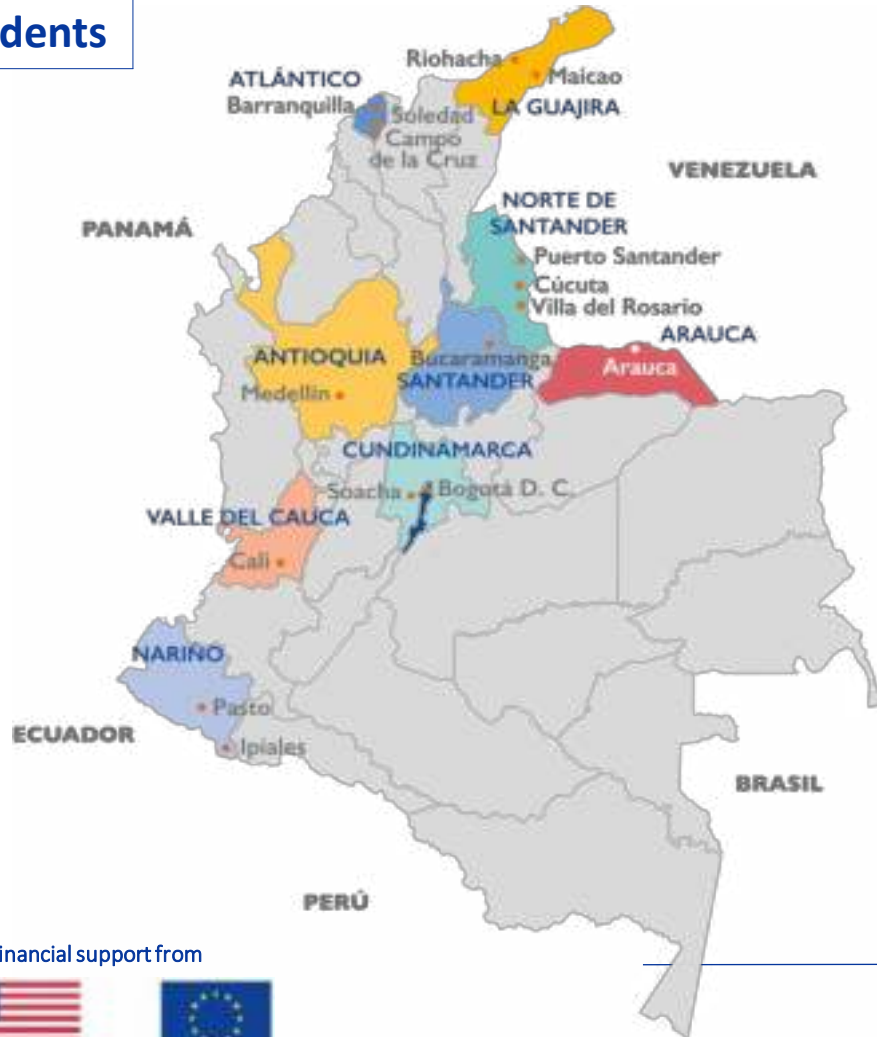 dents
Riohacha
Maicao
ATLÁNTICO
Barranquilla
LA GUAJIRA
Soledad
Campo
de la Cruz
VENEZUELA
NORTE DE
SANTANDER
PANAMÁ
Puerto Santander
Cúcuta
Villa del Rosario
ARAUCA
ANTIOQUIA
Bucaramanga
Arauca
SANTANDER
Medellín
CUNDINAMARCA
Soacha
Bogotá D. C.
VALLE DEL CAUCA
Cali
NARIÑO
Pasto
ECUADOR
Ipiales
BRASIL
PERÚ
inancial support from